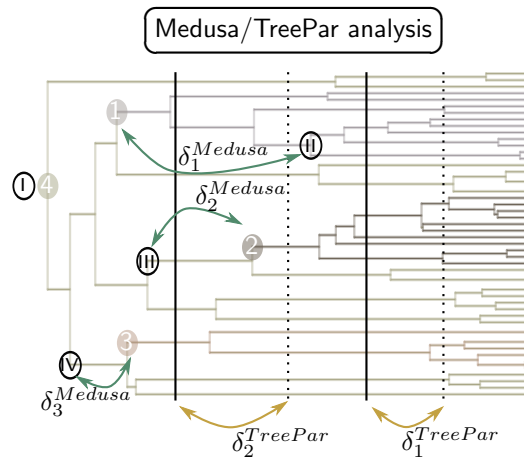 Medusa/TreePar analysis
1
II
δ₁^{Medusa}
I
4
δ₂^{Medusa}
2
III
3
IV
δ₃^{Medusa}
δ₂^{TreePar}
δ₁^{TreePar}